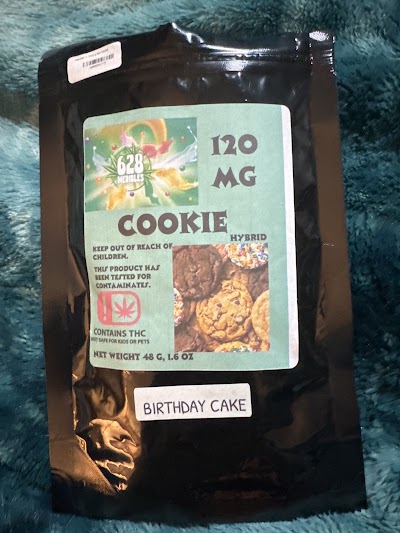 628
MERCLES
120
MG
COOKIE
HYBRID
KEEP OUT OF REACH OF
CHILDREN.
THIS PRODUCT HAS
BEEN TESTED FOR
CONTAMINATES.
CONTAINS THC
NOT SAFE FOR KIDS OR PETS
NET WEIGHT 48 G, 1.6 OZ
BIRTHDAY CAKE